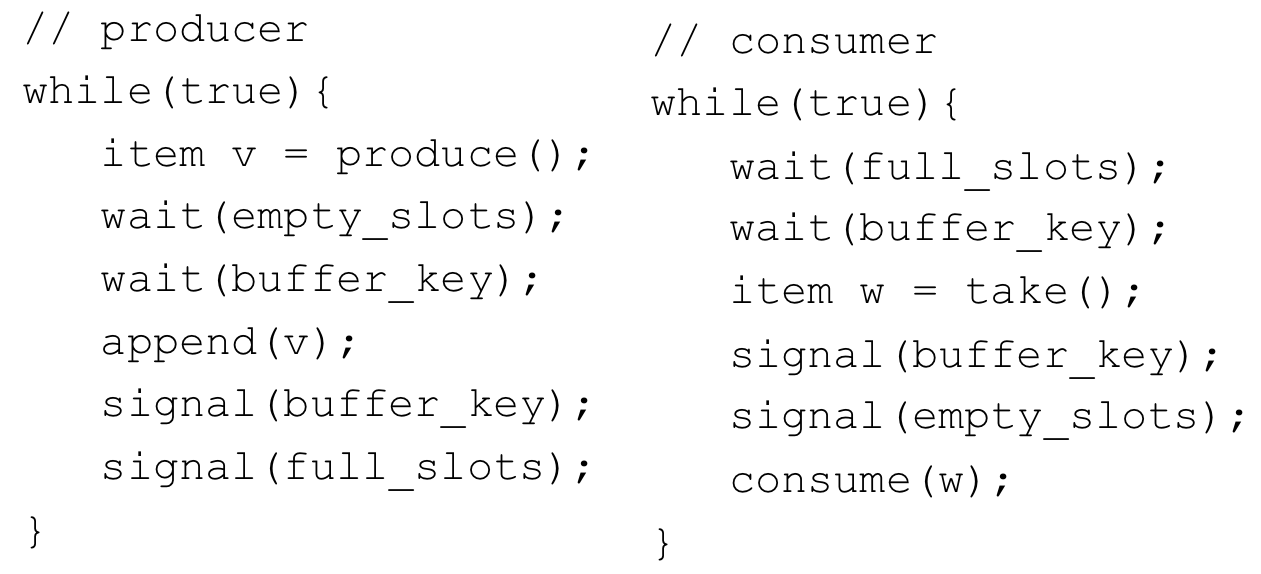 // producer
while(true){
item v = produce();
wait(empty_slots);
wait(buffer_key);
append(v);
signal(buffer_key);
signal(full_slots);
}
// consumer
while(true){
wait(full_slots);
wait(buffer_key);
item w = take();
signal(buffer_key);
signal(empty_slots);
consume(w);
}